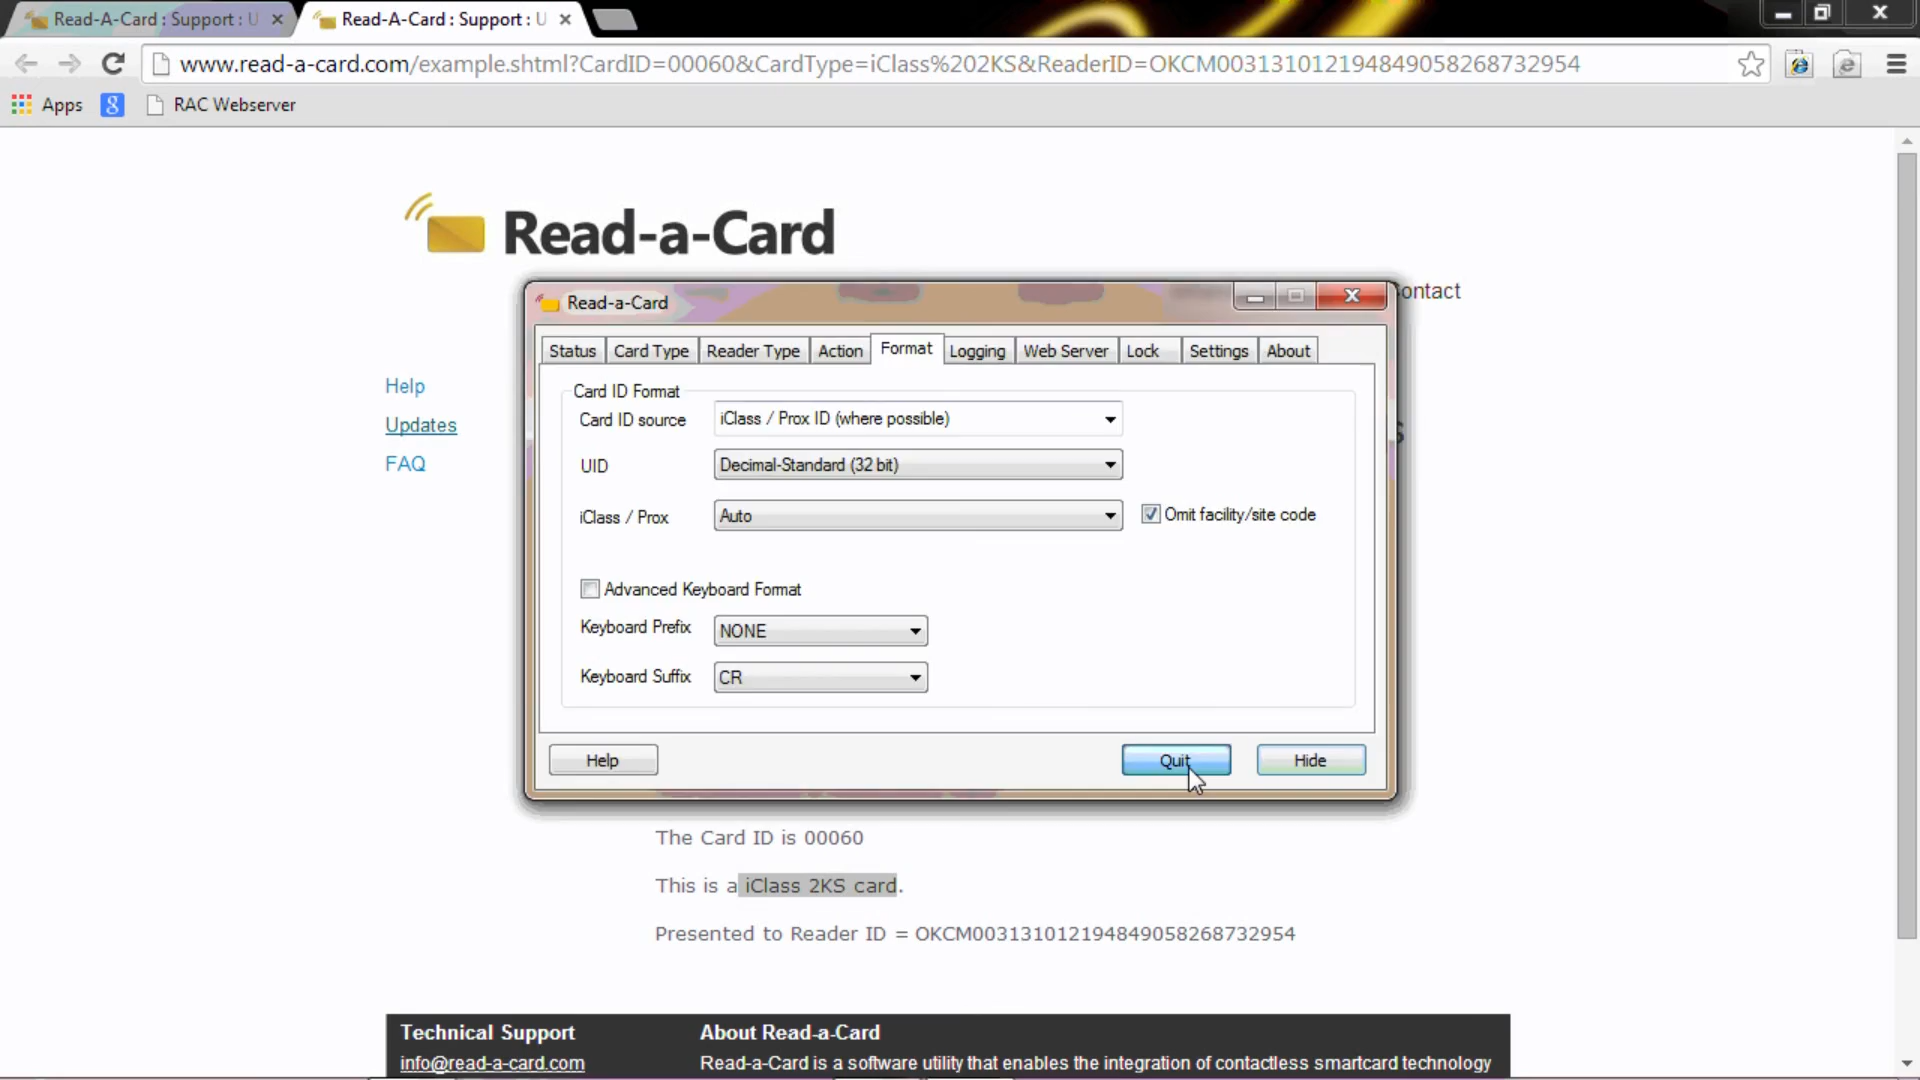 Read-A-Card : Support : U
Read-A-Card : Support : U
www.read-a-card.com/example.shtml?CardID=00060&CardType=iClass%202KS&ReaderID=OKCM0031310121948490582687​32954
Apps
RAC Webserver
Read-a-Card
ontact
Help
Updates
FAQ
Read-a-Card
Status Card Type Reader Type Action Format Logging Web Server Lock Settings About
Card ID Format
Card ID source iClass / Prox ID (where possible)
UID Decimal-Standard (32 bit)
iClass / Prox Auto Omit facility/site code
Advanced Keyboard Format
Keyboard Prefix NONE
Keyboard Suffix CR
Help Quit Hide
The Card ID is 00060
This is a iClass 2KS card.
Presented to Reader ID = OKCM003131012194849058268732954
Technical Support About Read-a-Card
info@read-a-card.com Read-a-Card is a software utility that enables the integration of contactless smartcard technology